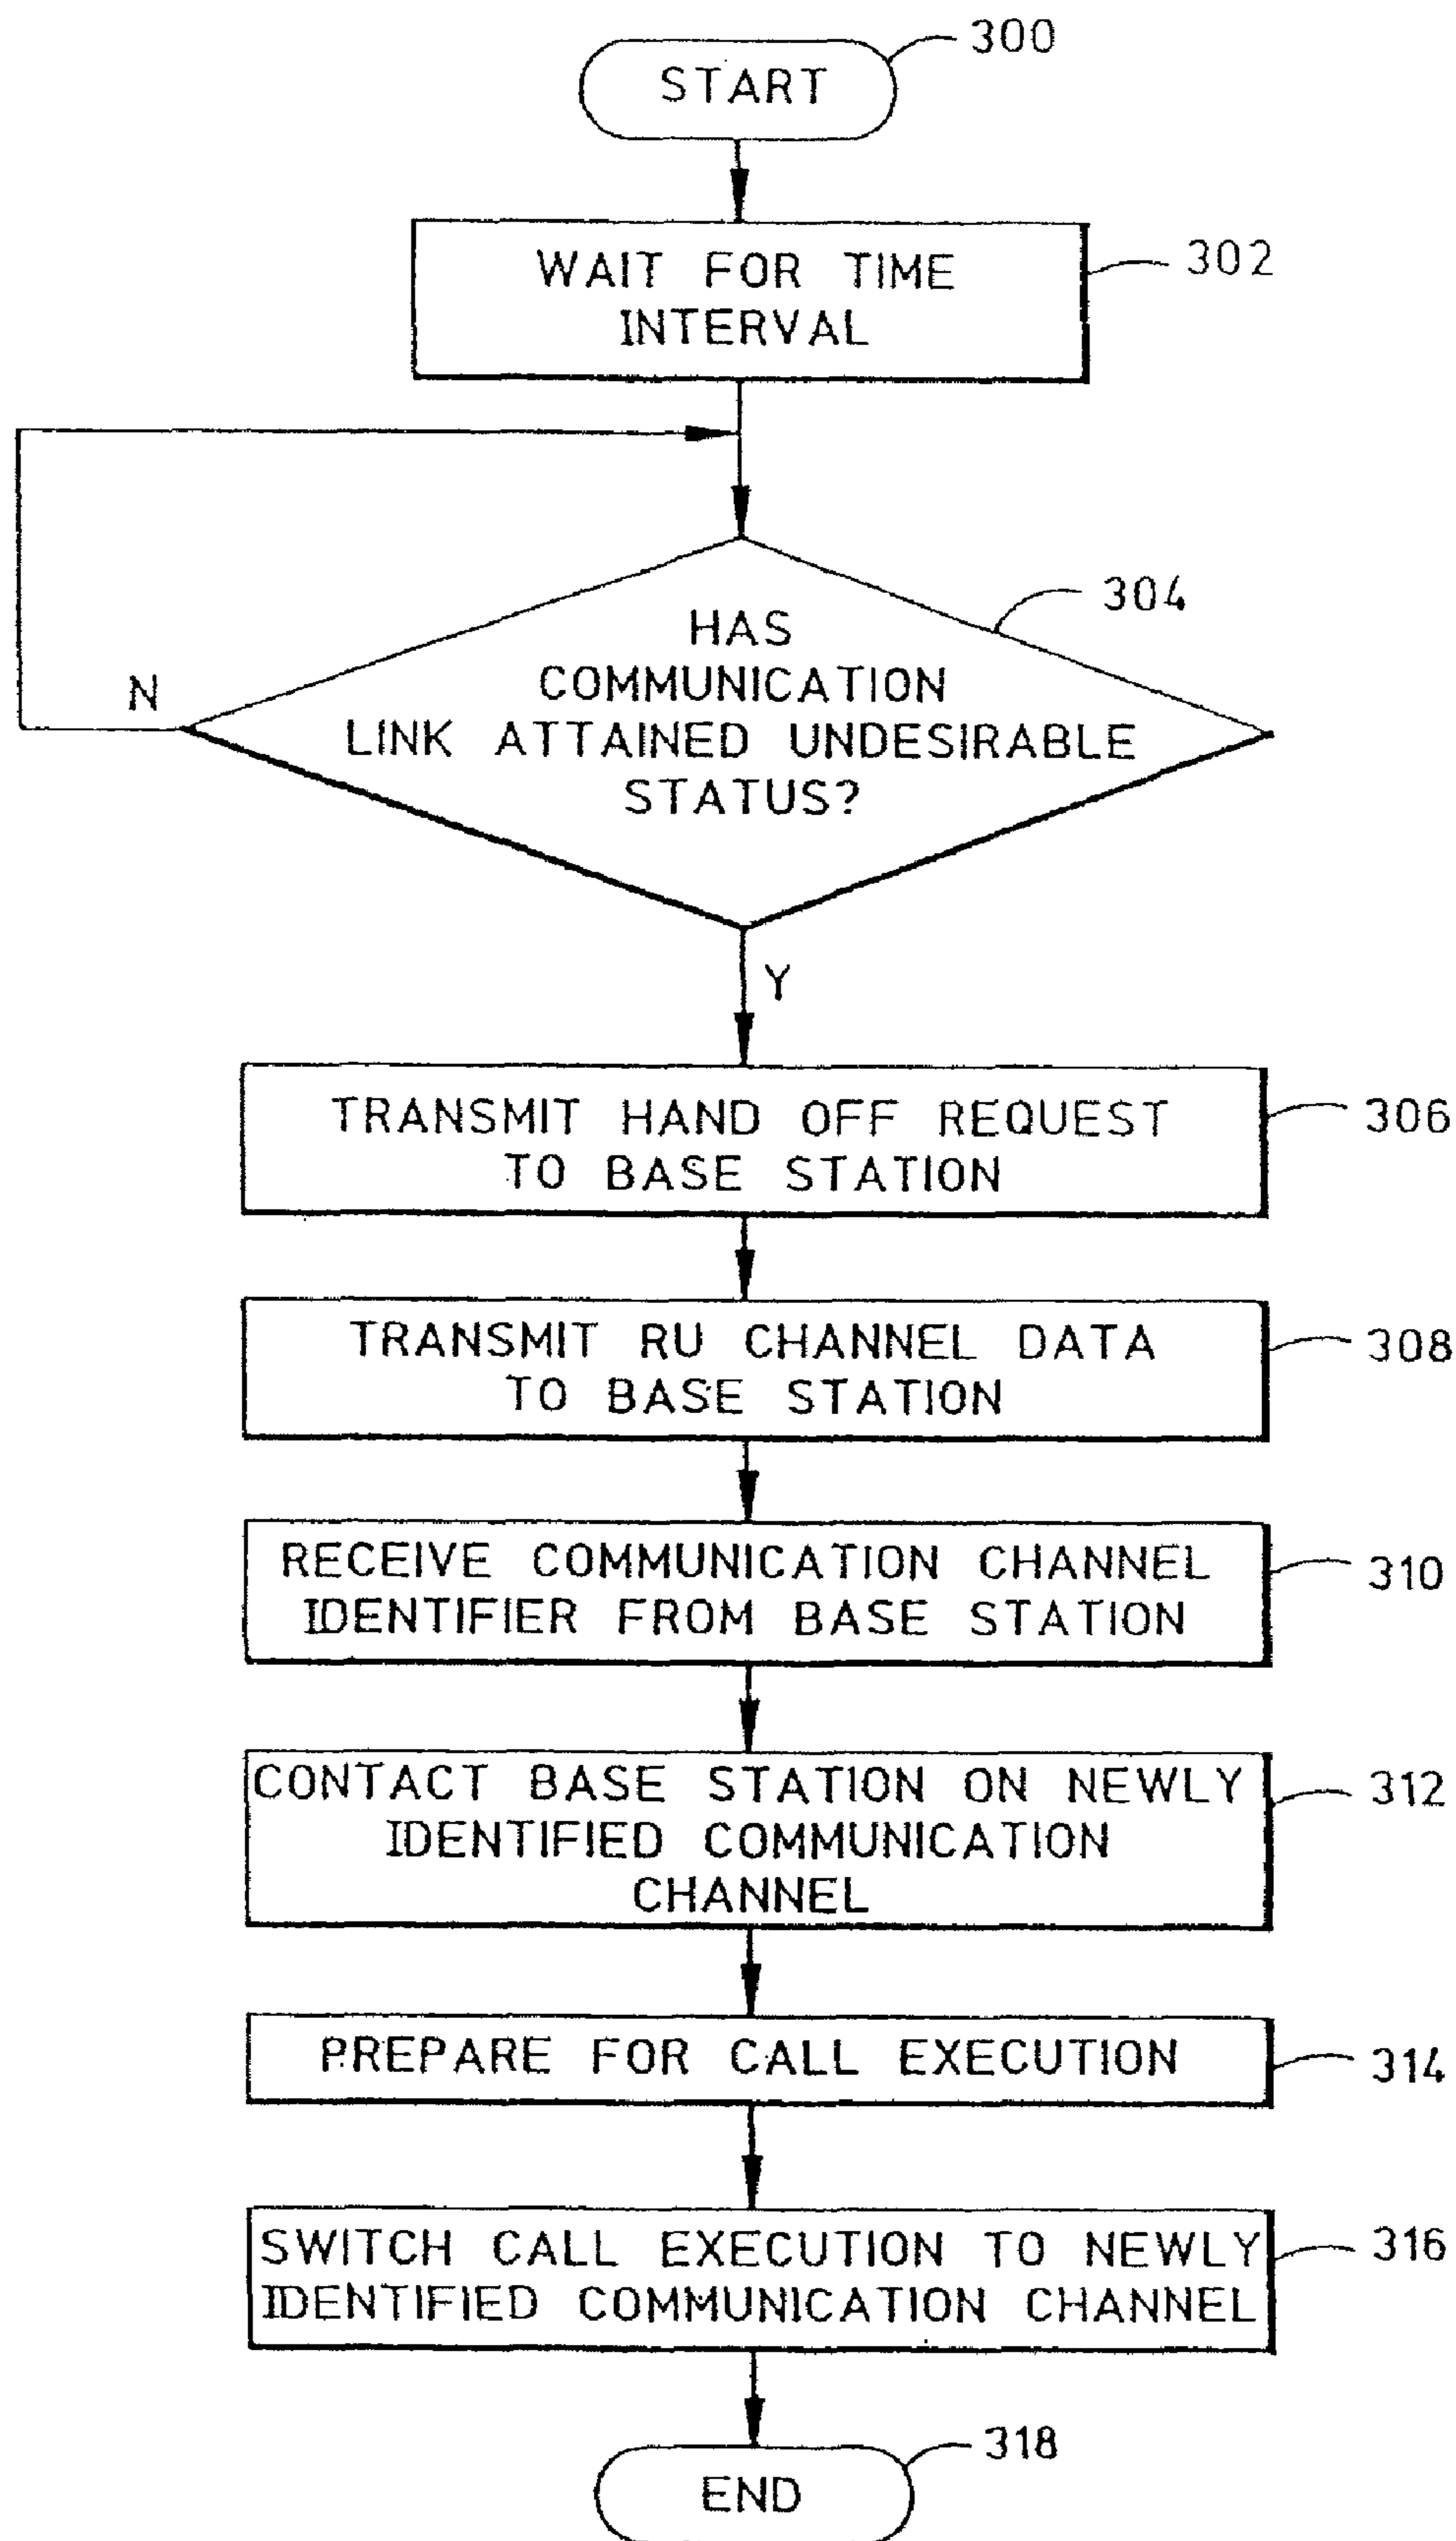 START
300
WAIT FOR TIME
INTERVAL
302
HAS
COMMUNICATION
LINK ATTAINED UNDESIRABLE
STATUS?
304
N
Y
TRANSMIT HAND OFF REQUEST
TO BASE STATION
306
TRANSMIT RU CHANNEL DATA
TO BASE STATION
308
RECEIVE COMMUNICATION CHANNEL
IDENTIFIER FROM BASE STATION
310
CONTACT BASE STATION ON NEWLY
IDENTIFIED COMMUNICATION
CHANNEL
312
PREPARE FOR CALL EXECUTION
314
SWITCH CALL EXECUTION TO NEWLY
IDENTIFIED COMMUNICATION CHANNEL
316
END
318